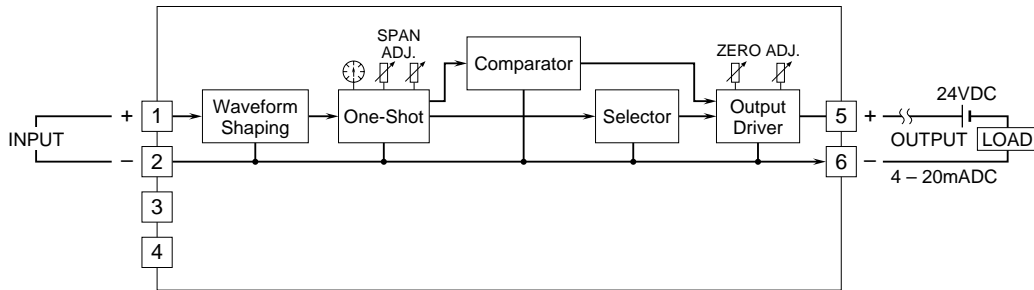 SPAN
ADJ.
ZERO ADJ.
Comparator
24VDC
+
1
Waveform
Shaping
One-Shot
Selector
Output
Driver
5
+
INPUT
OUTPUT
LOAD
–
2
6
–
4 – 20mADC
3
4